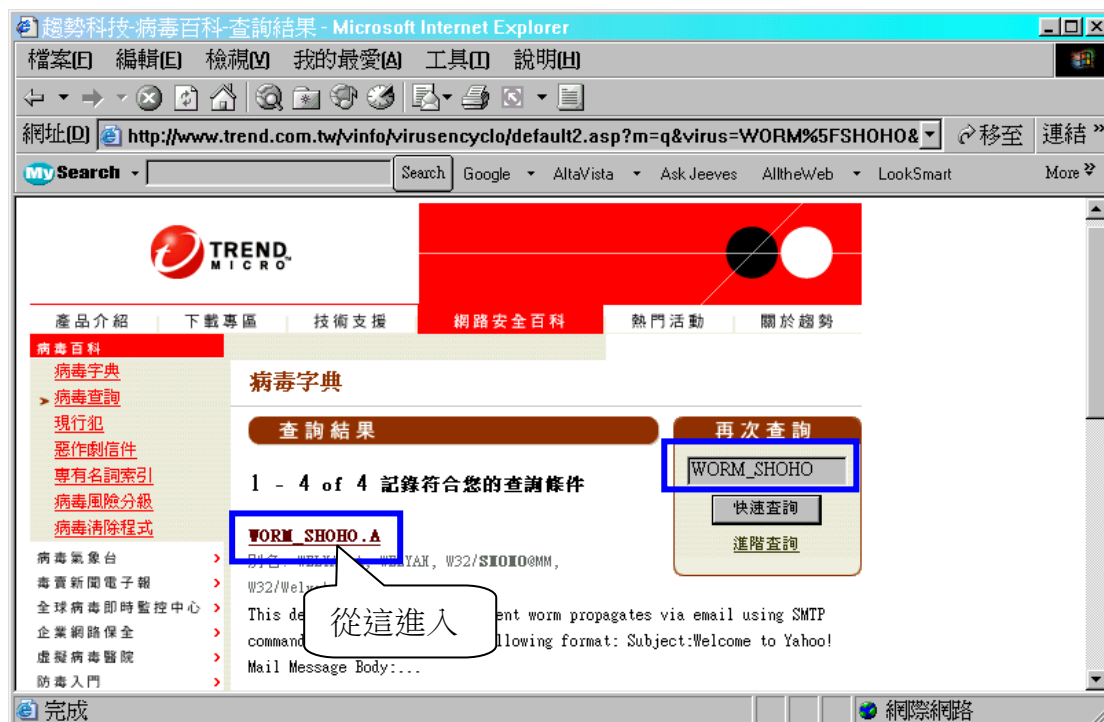 趨勢科技-病毒百科-查詢結果 - Microsoft Internet Explorer
檔案(F) 編輯(E) 檢視(V) 我的最愛(A) 工具(T) 說明(H)
網址(D) http://www.trend.com.tw/vinfo/virusencyclo/default2.asp?m=q&virus=WORM%5FSHOHO& 移至 連結 »
My Search Search Google AltaVista Ask Jeeves AlltheWeb LookSmart More
TREND MICRO™
產品介紹 下載專區 技術支援 網路安全百科 熱門活動 關於趨勢
病毒百科
病毒字典
病毒查詢
現行犯
惡作劇信件
專有名詞索引
病毒風險分級
病毒清除程式
病毒氣象台
毒賣新聞電子報
全球病毒即時監控中心
企業網路保全
虛擬病毒醫院
防毒入門
病毒字典
查詢結果
1 - 4 of 4 記錄符合您的查詢條件
WORM_SHOHO.A
別名: W32/SHOHO@MM,
This ent worm propagates via email using SMTP
llowing format: Subject:Welcome to Yahoo!
Mail Message Body:...
從這進入
再次查詢
WORM_SHOHO
快速查詢
進階查詢
完成 網際網路